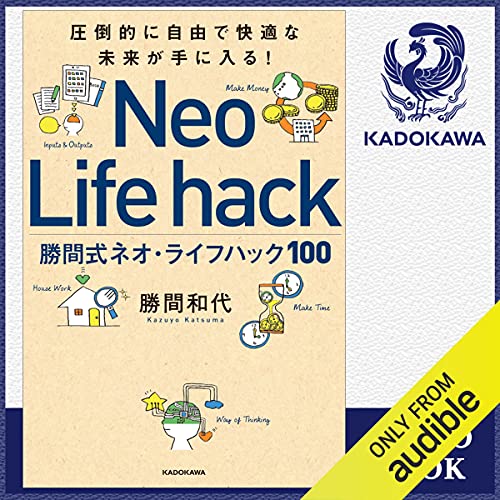 圧倒的に自由で快適な
未来が手に入る!
Make Money
Neo
Inputs & Outputs
Life hack
勝間式ネオ・ライフハック100
House Work
勝間和代
Kazuyo Katsuma
Make Time
Way of Thinking
KADOKAWA
KADOKAWA
ONLY FROM
audible
O
OK